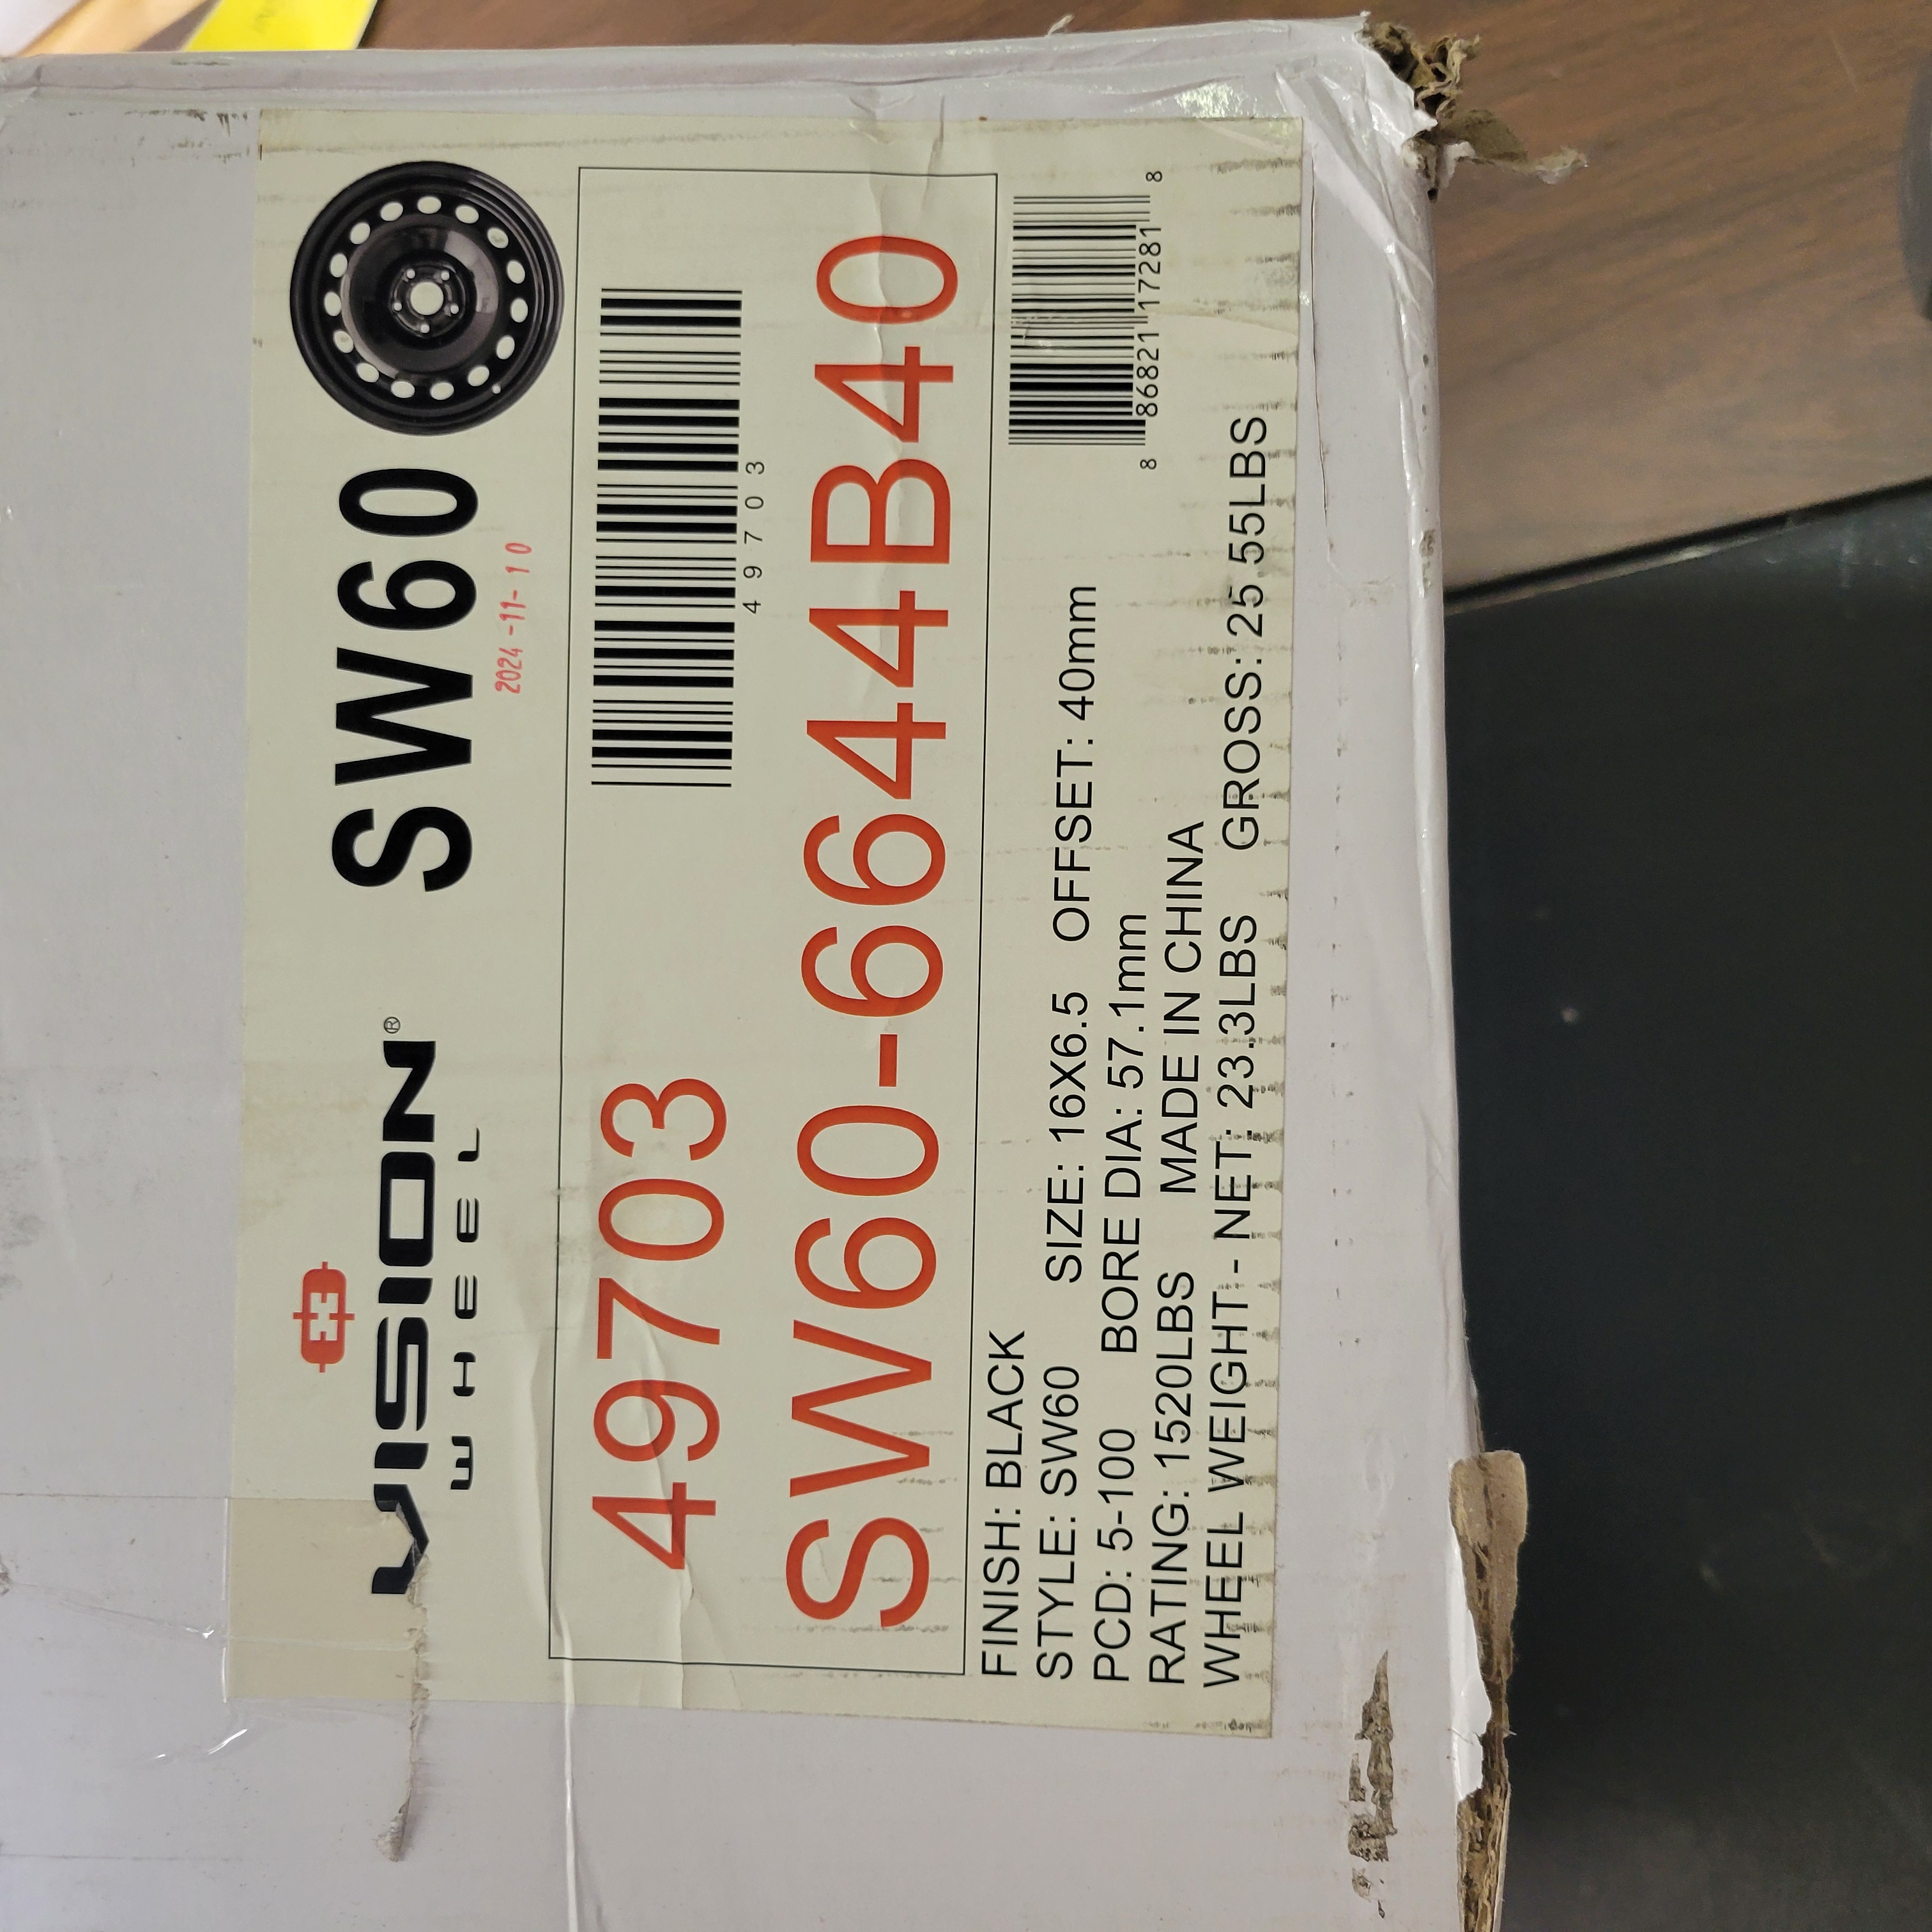 VISION®
WHEEL
SW60
2024-11-10
49703
49703
SW60-6644B40
FINISH: BLACK
STYLE: SW60 SIZE: 16X6.5 OFFSET: 40mm
PCD: 5-100 BORE DIA: 57.1mm
RATING: 1520LBS MADE IN CHINA
WHEEL WEIGHT - NET: 23.3LBS GROSS: 25.55LBS
8 86821 17281 8